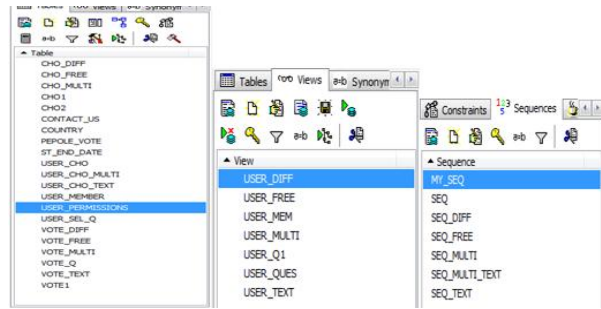 Tables Views Synonym
Table
CHO_DIFF
CHO_FREE
CHO_MULTI
CHO1
CHO2
CONTACT_US
COUNTRY
PEPOLE_VOTE
ST_END_DATE
USER_CHO
USER_CHO_MULTI
USER_CHO_TEXT
USER_MEMBER
USER_PERMISSIONS
USER_SEL_Q
VOTE_DIFF
VOTE_FREE
VOTE_MULTI
VOTE_Q
VOTE_TEXT
VOTE1
Tables Views Synonym
View
USER_DIFF
USER_FREE
USER_MEM
USER_MULTI
USER_Q1
USER_QUES
USER_TEXT
Constraints Sequences
Sequence
MY_SEQ
SEQ
SEQ_DIFF
SEQ_FREE
SEQ_MULTI
SEQ_MULTI_TEXT
SEQ_TEXT